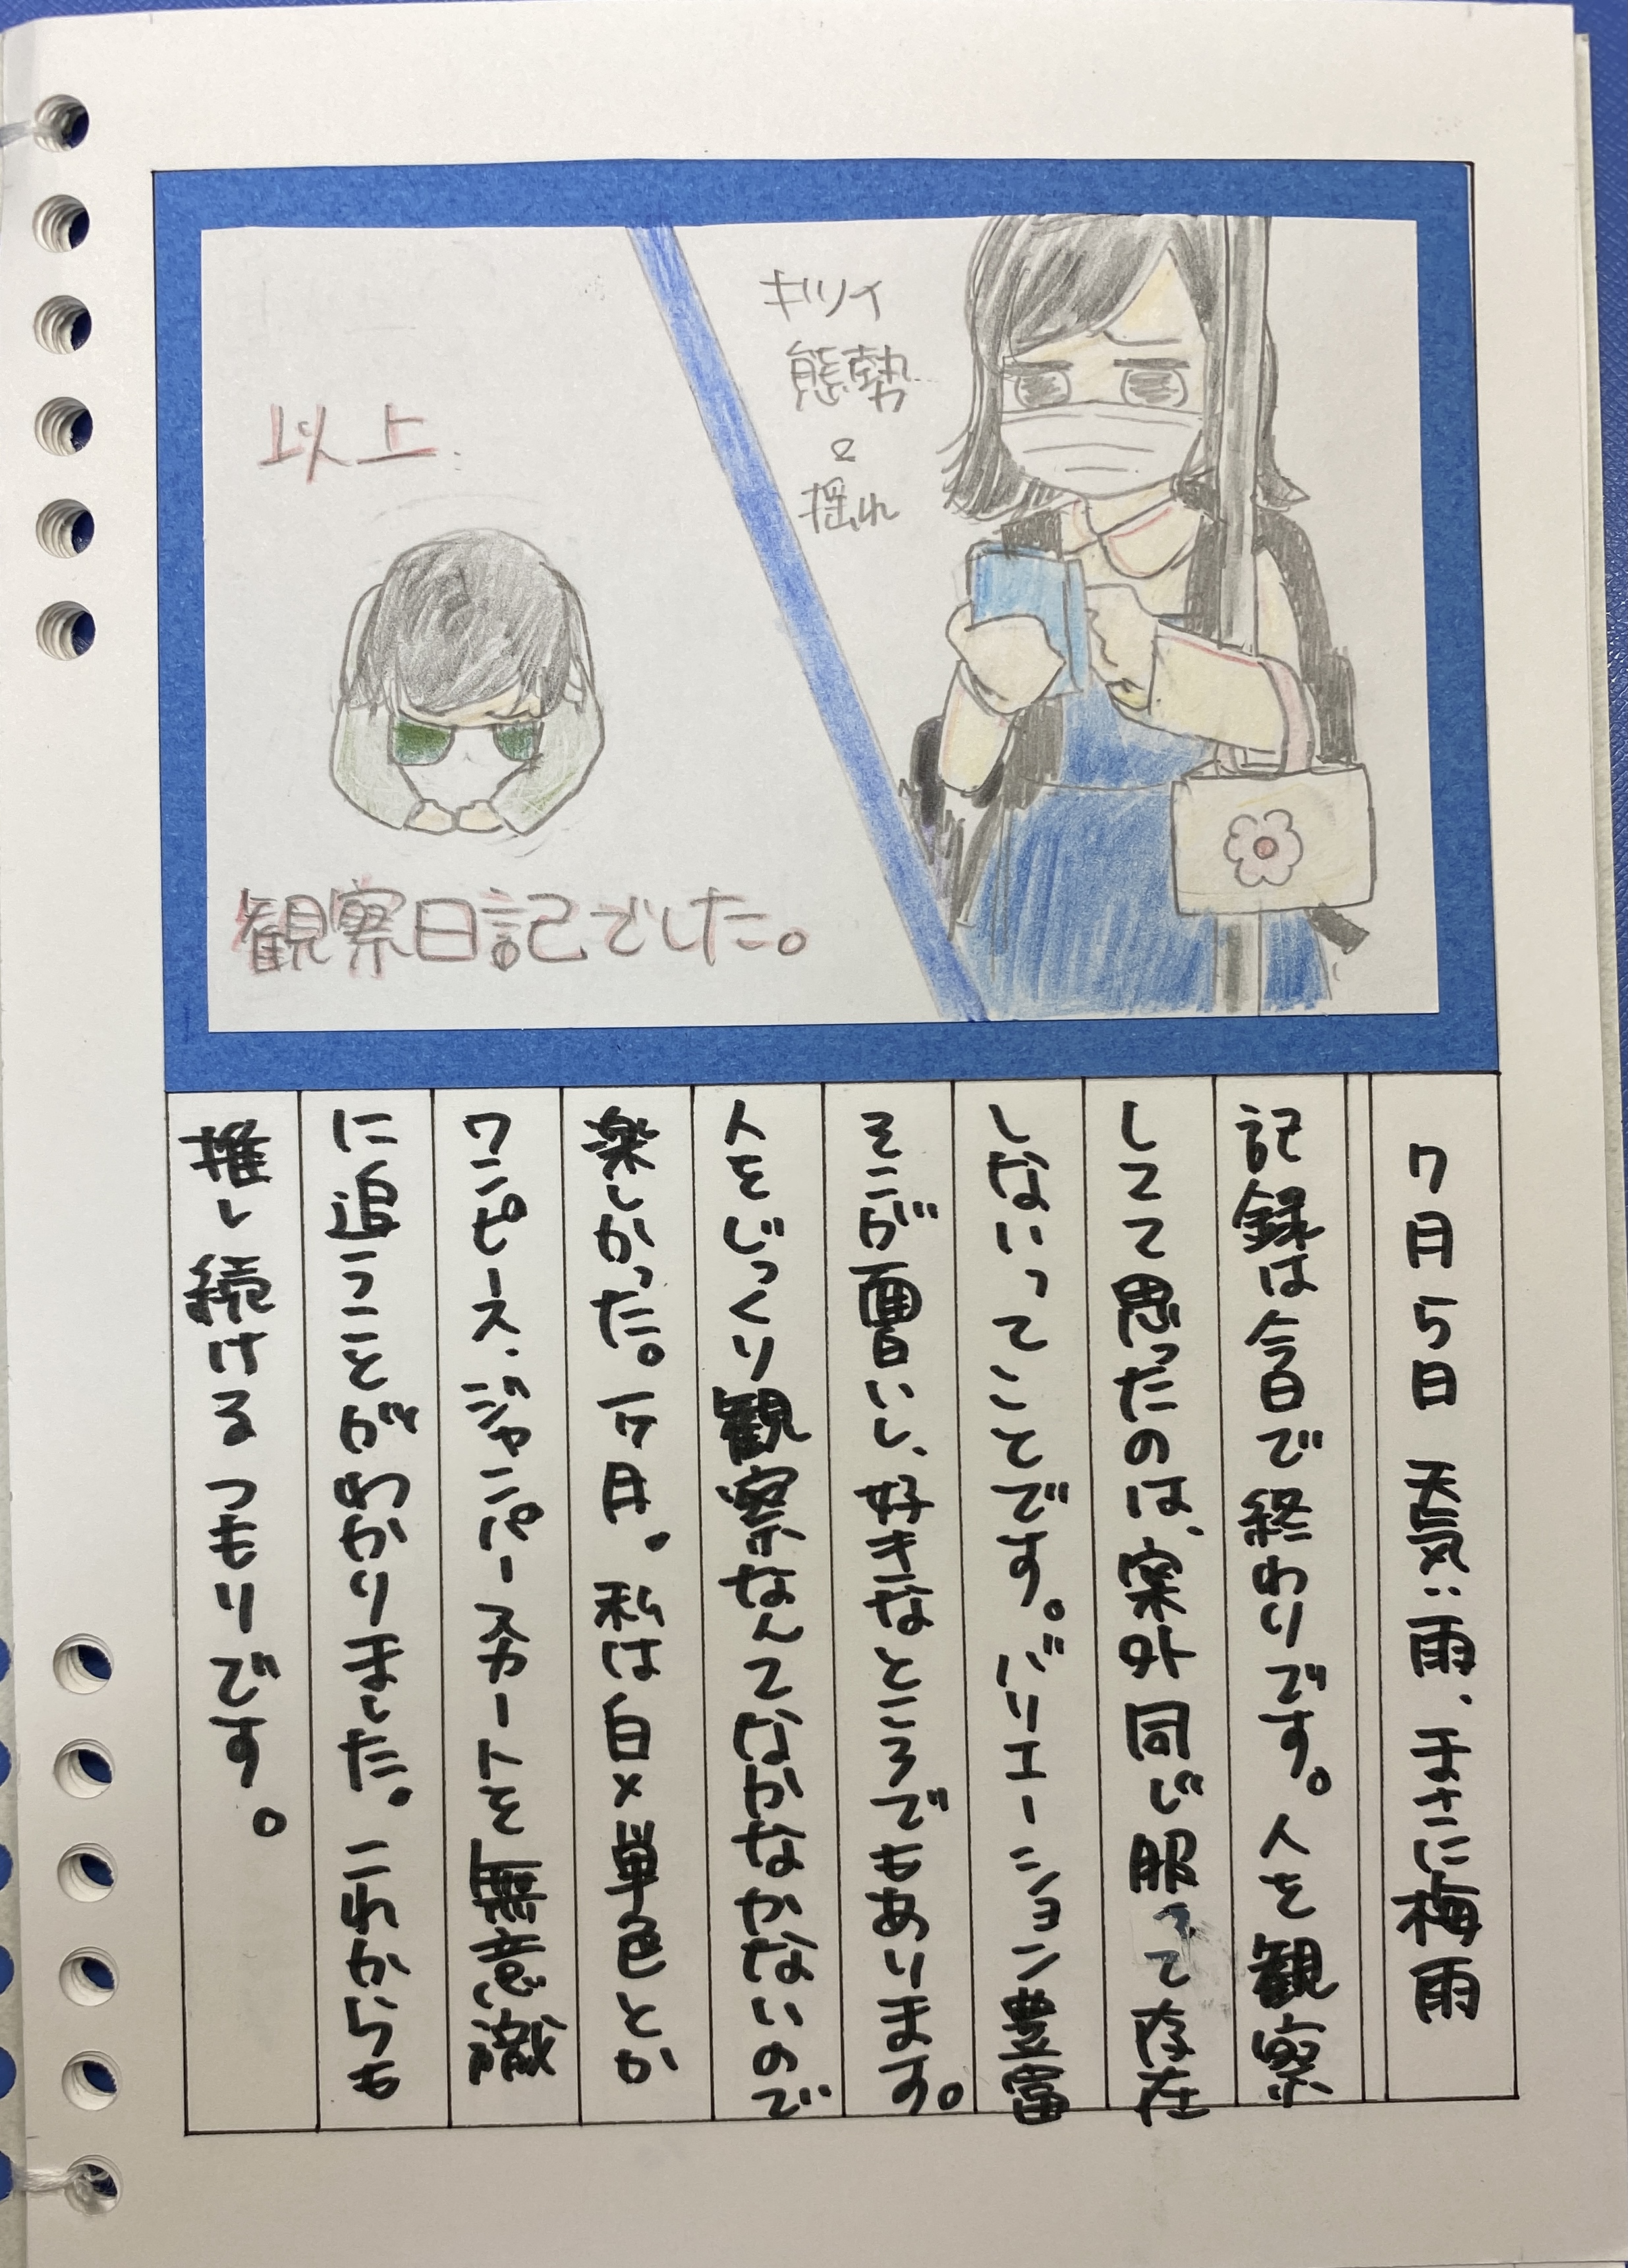 キツイ
態勢
と
揺れ
以上.
観察日記でした。
7月5日 天気:雨、まさに梅雨
記録は今日で終わりです。人を観察
してて思ったのは、案外同じ服って存在
しないってことです。バリエーション豊富
そこが面白いし、好きなところでもあります。
人をじっくり観察なんてなかなかないので
楽しかった。一ヶ月。私は白×単色とか
ワンピース・ジャンパースカートを無意識
に追うことがわかりました。これからも
推し続けるつもりです。